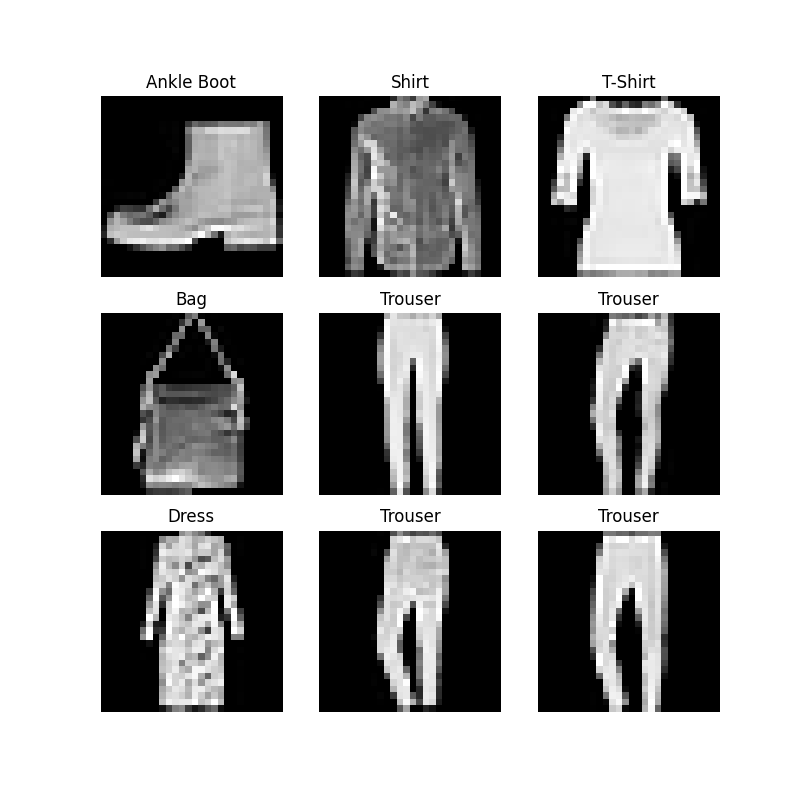 Ankle Boot
Shirt
T-Shirt
Bag
Trouser
Trouser
Dress
Trouser
Trouser